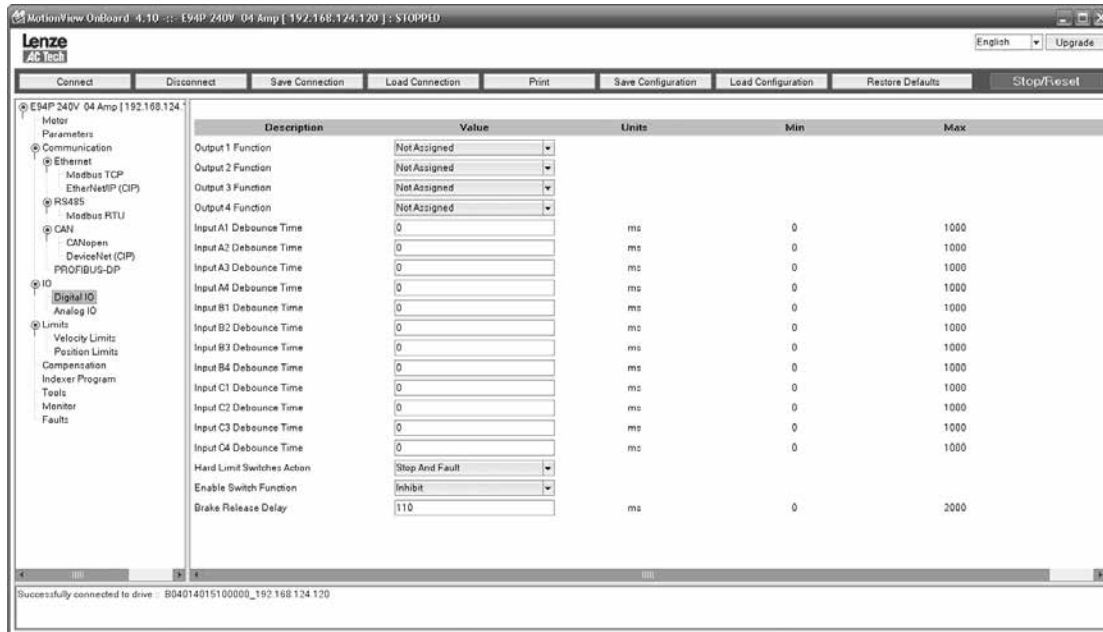 MotionView OnBoard 4.10 -::- E94P 240V 04 Amp [ 192.168.124.120 ] : STOPPED
Lenze
AC Tech
English Upgrade
Connect Disconnect Save Connection Load Connection Print Save Configuration Load Configuration Restore Defaults Stop/Reset
E94P 240V 04 Amp [192.168.124.1
Motor
Parameters
Communication
Ethernet
Modbus TCP
EtherNet/IP (CIP)
RS485
Modbus RTU
CAN
CANopen
DeviceNet (CIP)
PROFIBUS-DP
IO
Digital IO
Analog IO
Limits
Velocity Limits
Position Limits
Compensation
Indexer Program
Tools
Monitor
Faults
Description Value Units Min Max
Output 1 Function Not Assigned
Output 2 Function Not Assigned
Output 3 Function Not Assigned
Output 4 Function Not Assigned
Input A1 Debounce Time 0 ms 0 1000
Input A2 Debounce Time 0 ms 0 1000
Input A3 Debounce Time 0 ms 0 1000
Input A4 Debounce Time 0 ms 0 1000
Input B1 Debounce Time 0 ms 0 1000
Input B2 Debounce Time 0 ms 0 1000
Input B3 Debounce Time 0 ms 0 1000
Input B4 Debounce Time 0 ms 0 1000
Input C1 Debounce Time 0 ms 0 1000
Input C2 Debounce Time 0 ms 0 1000
Input C3 Debounce Time 0 ms 0 1000
Input C4 Debounce Time 0 ms 0 1000
Hard Limit Switches Action Stop And Fault
Enable Switch Function Inhibit
Brake Release Delay 110 ms 0 2000
Successfully connected to drive :: B04014015100000_192.168.124.120